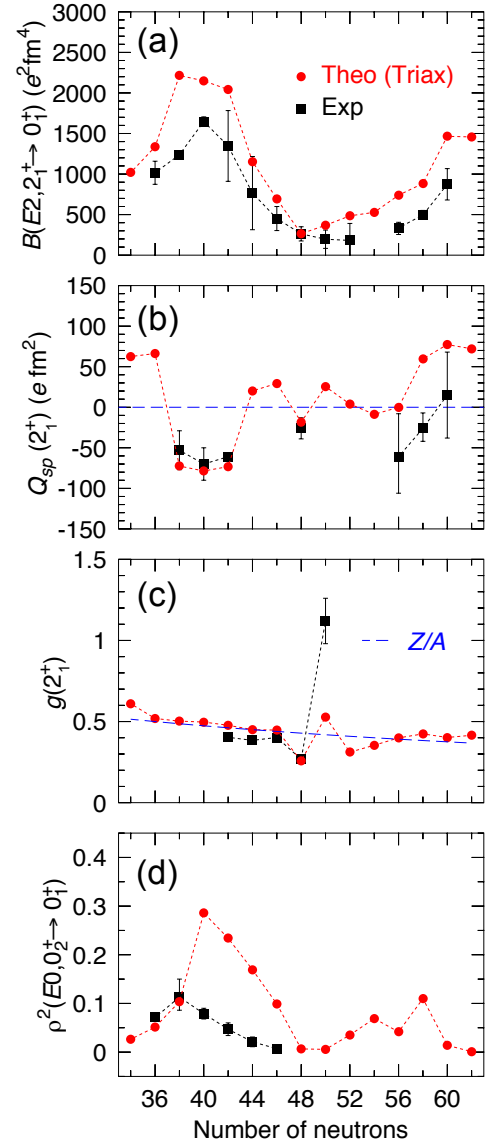 (a)
B(E2,2₁⁺→ 0₁⁺) (e²fm⁴)
3000
2500
2000
1500
1000
500
0
Theo (Triax)
Exp
(b)
Qsp (2₁⁺) (e fm²)
150
100
50
0
-50
-100
-150
(c)
g(2₁⁺)
1.5
1
0.5
0
Z/A
(d)
ρ²(E0,0₂⁺→ 0₁⁺)
0.4
0.3
0.2
0.1
0
36 40 44 48 52 56 60
Number of neutrons